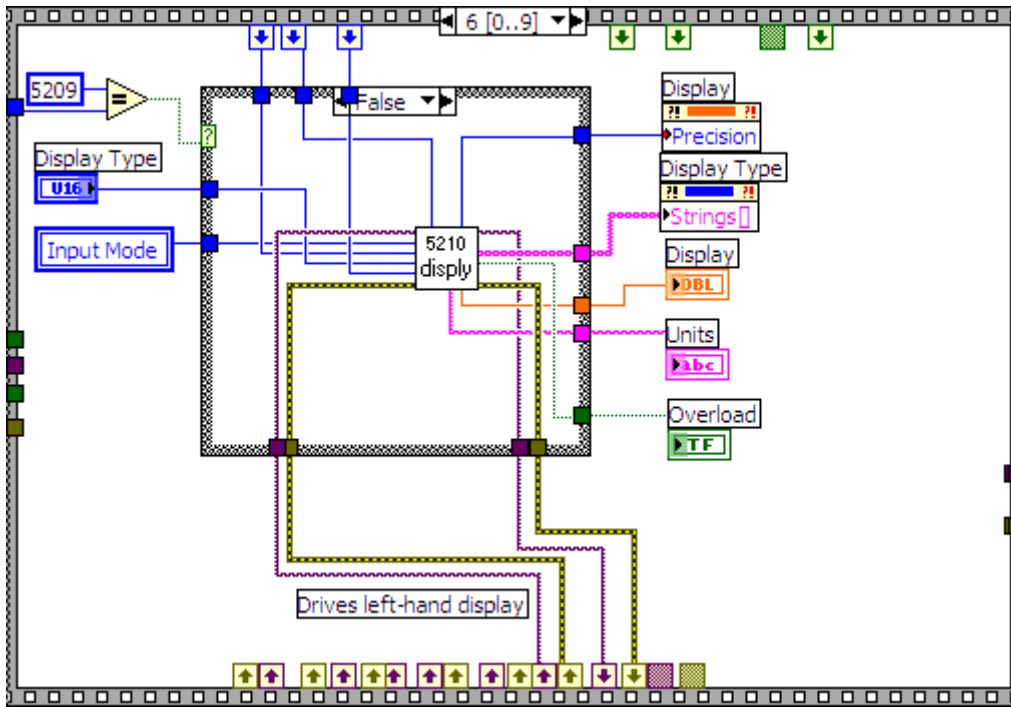 6 [0..9]
5209
=
?
False
Display Type
U16
Input Mode
5210
disply
Display
?! ?!
Precision
Display Type
?! ?!
Strings[]
Display
DBL
Units
abc
Overload
TF
Drives left-hand display